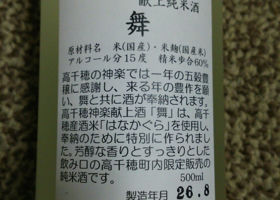 献上純米酒
舞
原材料名 米(国産)・米麹(国産米)
アルコール分15度 精米歩合60%
高千穂の神楽では一年の五穀豊
穣に感謝し、来る年の豊作を願
い、舞と共に酒が奉納されます。
高千穂神楽献上酒「舞」は、高千
穂産酒米「はなかぐら」を使用し、
奉納のために特別に作られまし
た。芳醇な香りとすっきりとした
飲み口の高千穂町内限定販売の
純米酒です。
500ml
製造年月 26.8